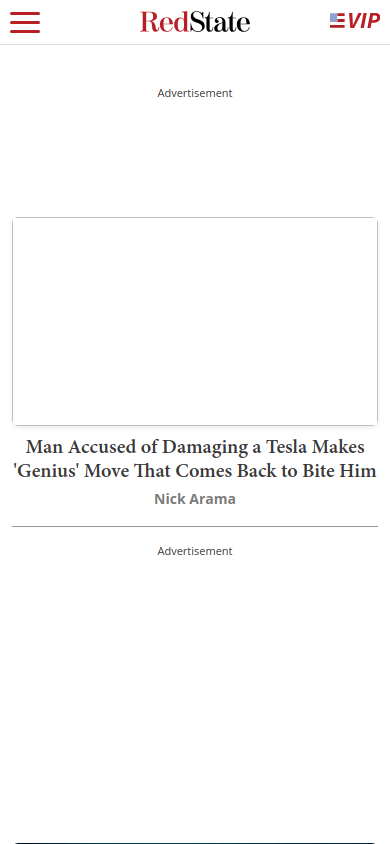 RedState
VIP
Advertisement
Man Accused of Damaging a Tesla Makes
'Genius' Move That Comes Back to Bite Him
Nick Arama
Advertisement